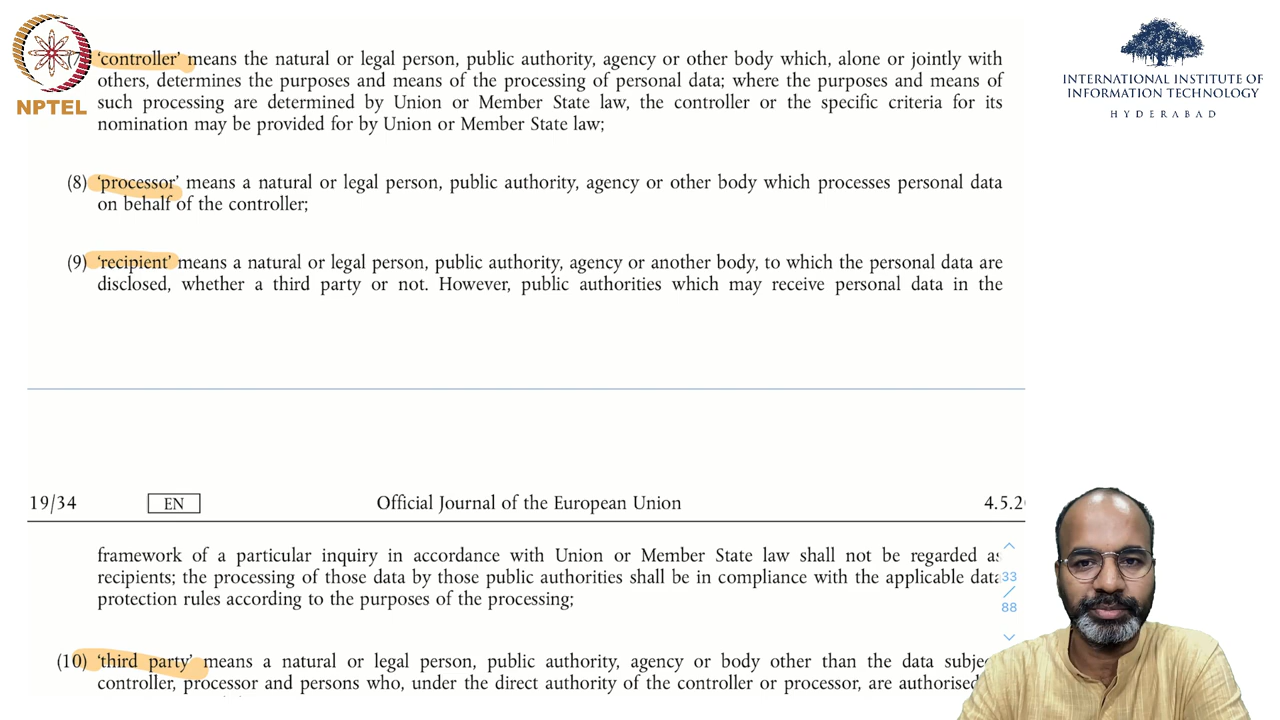 NPTEL
INTERNATIONAL INSTITUTE OF
INFORMATION TECHNOLOGY
HYDERABAD
‘controller’ means the natural or legal person, public authority, agency or other body which, alone or jointly with
others, determines the purposes and means of the processing of personal data; where the purposes and means of
such processing are determined by Union or Member State law, the controller or the specific criteria for its
nomination may be provided for by Union or Member State law;
(8) ‘processor’ means a natural or legal person, public authority, agency or other body which processes personal data
on behalf of the controller;
(9) ‘recipient’ means a natural or legal person, public authority, agency or another body, to which the personal data are
disclosed, whether a third party or not. However, public authorities which may receive personal data in the
19/34 EN Official Journal of the European Union 4.5.2
framework of a particular inquiry in accordance with Union or Member State law shall not be regarded as
recipients; the processing of those data by those public authorities shall be in compliance with the applicable data
protection rules according to the purposes of the processing;
33
/
88
(10) ‘third party’ means a natural or legal person, public authority, agency or body other than the data subjec
controller, processor and persons who, under the direct authority of the controller or processor, are authorised